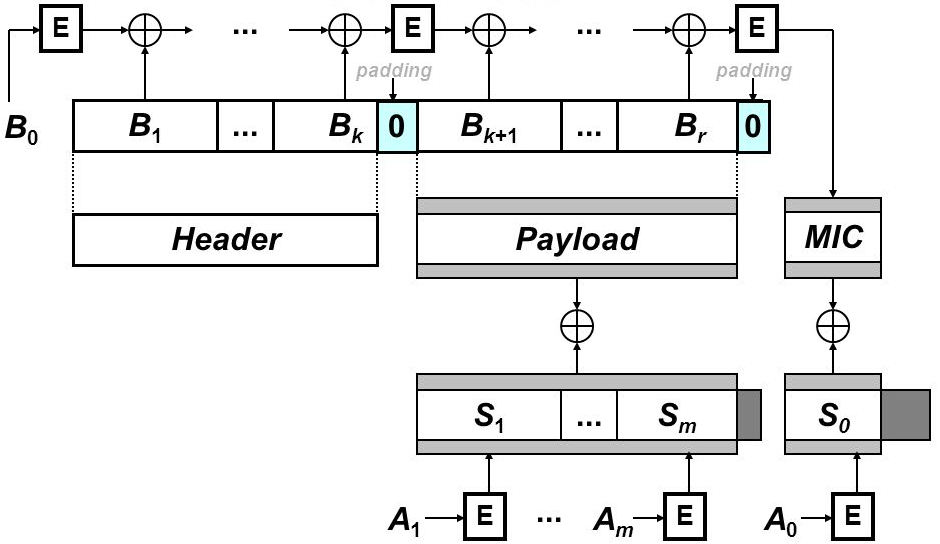 E ... E ... E
padding padding
B0 B1 ... Bk 0 Bk+1 ... Br 0
Header Payload MIC
S1 ... Sm S0
A1 E ... Am E A0 E